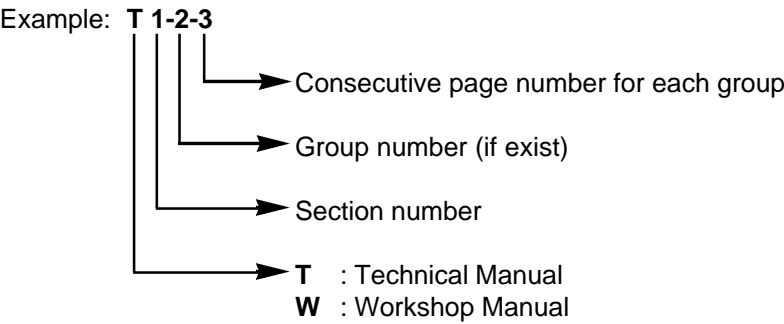 Example: T 1-2-3
Consecutive page number for each group
Group number (if exist)
Section number
T : Technical Manual
W : Workshop Manual